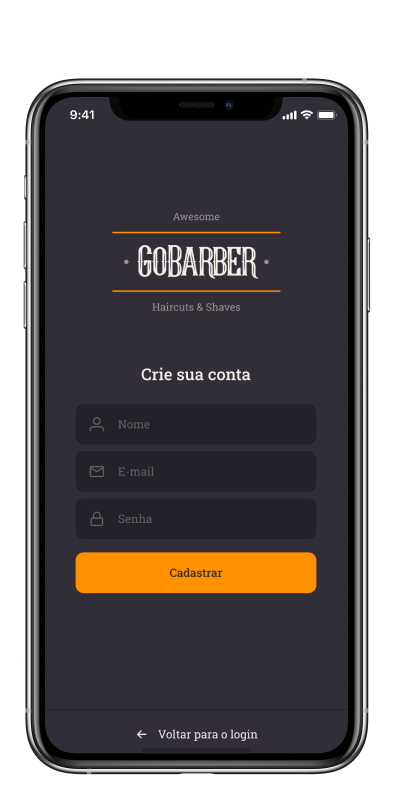 9:41
Awesome
GoBARBER
Haircuts & Shaves
Crie sua conta
Nome
E-mail
Senha
Cadastrar
Voltar para o login